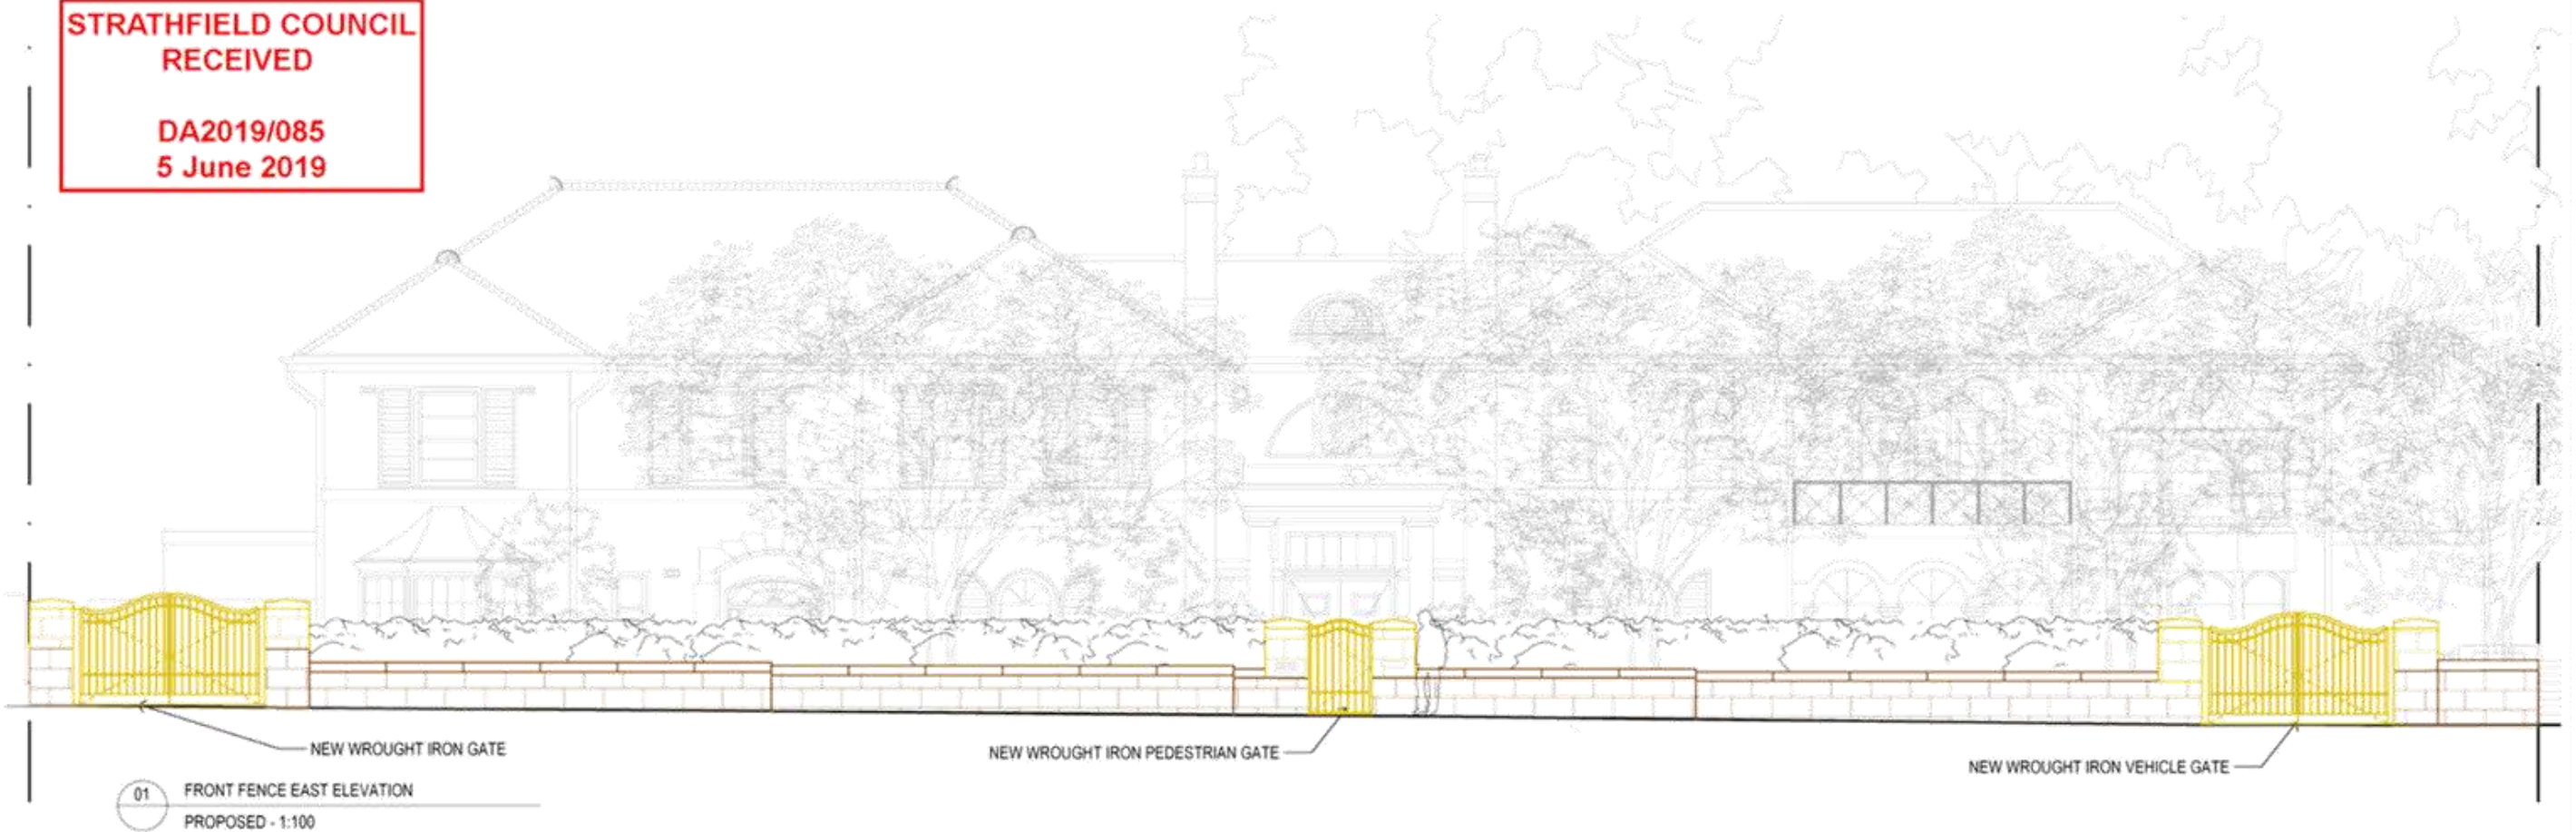 STRATHFIELD COUNCIL
RECEIVED
DA2019/085
5 June 2019
NEW WROUGHT IRON GATE
NEW WROUGHT IRON PEDESTRIAN GATE
NEW WROUGHT IRON VEHICLE GATE
01
FRONT FENCE EAST ELEVATION
PROPOSED - 1:100